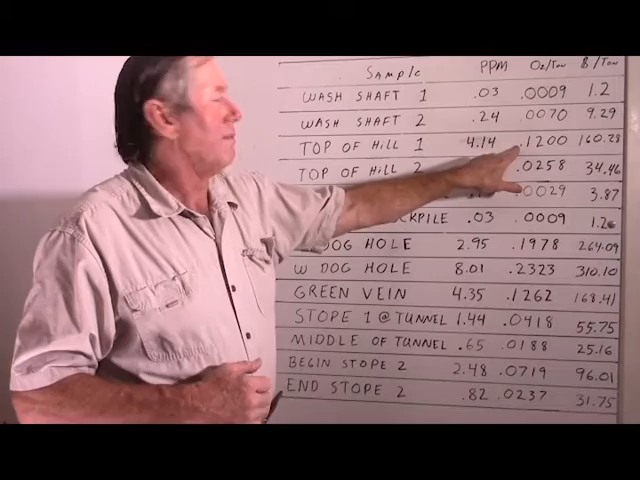 SAMPLE PPM OZ/TON $/TON
WASH SHAFT 1 .03 .0009 1.2
WASH SHAFT 2 .24 .0070 9.29
TOP OF HILL 1 4.14 .1200 160.28
TOP OF HILL 2 .0258 34.46
.0029 3.87
CKPILE .03 .0009 1.26
DOG HOLE 2.95 .1978 264.09
W DOG HOLE 8.01 .2323 310.10
GREEN VEIN 4.35 .1262 168.41
STOPE 1 @ TUNNEL 1.44 .0418 55.75
MIDDLE OF TUNNEL .65 .0188 25.16
BEGIN STOPE 2 2.48 .0719 96.01
END STOPE 2 .82 .0237 31.75